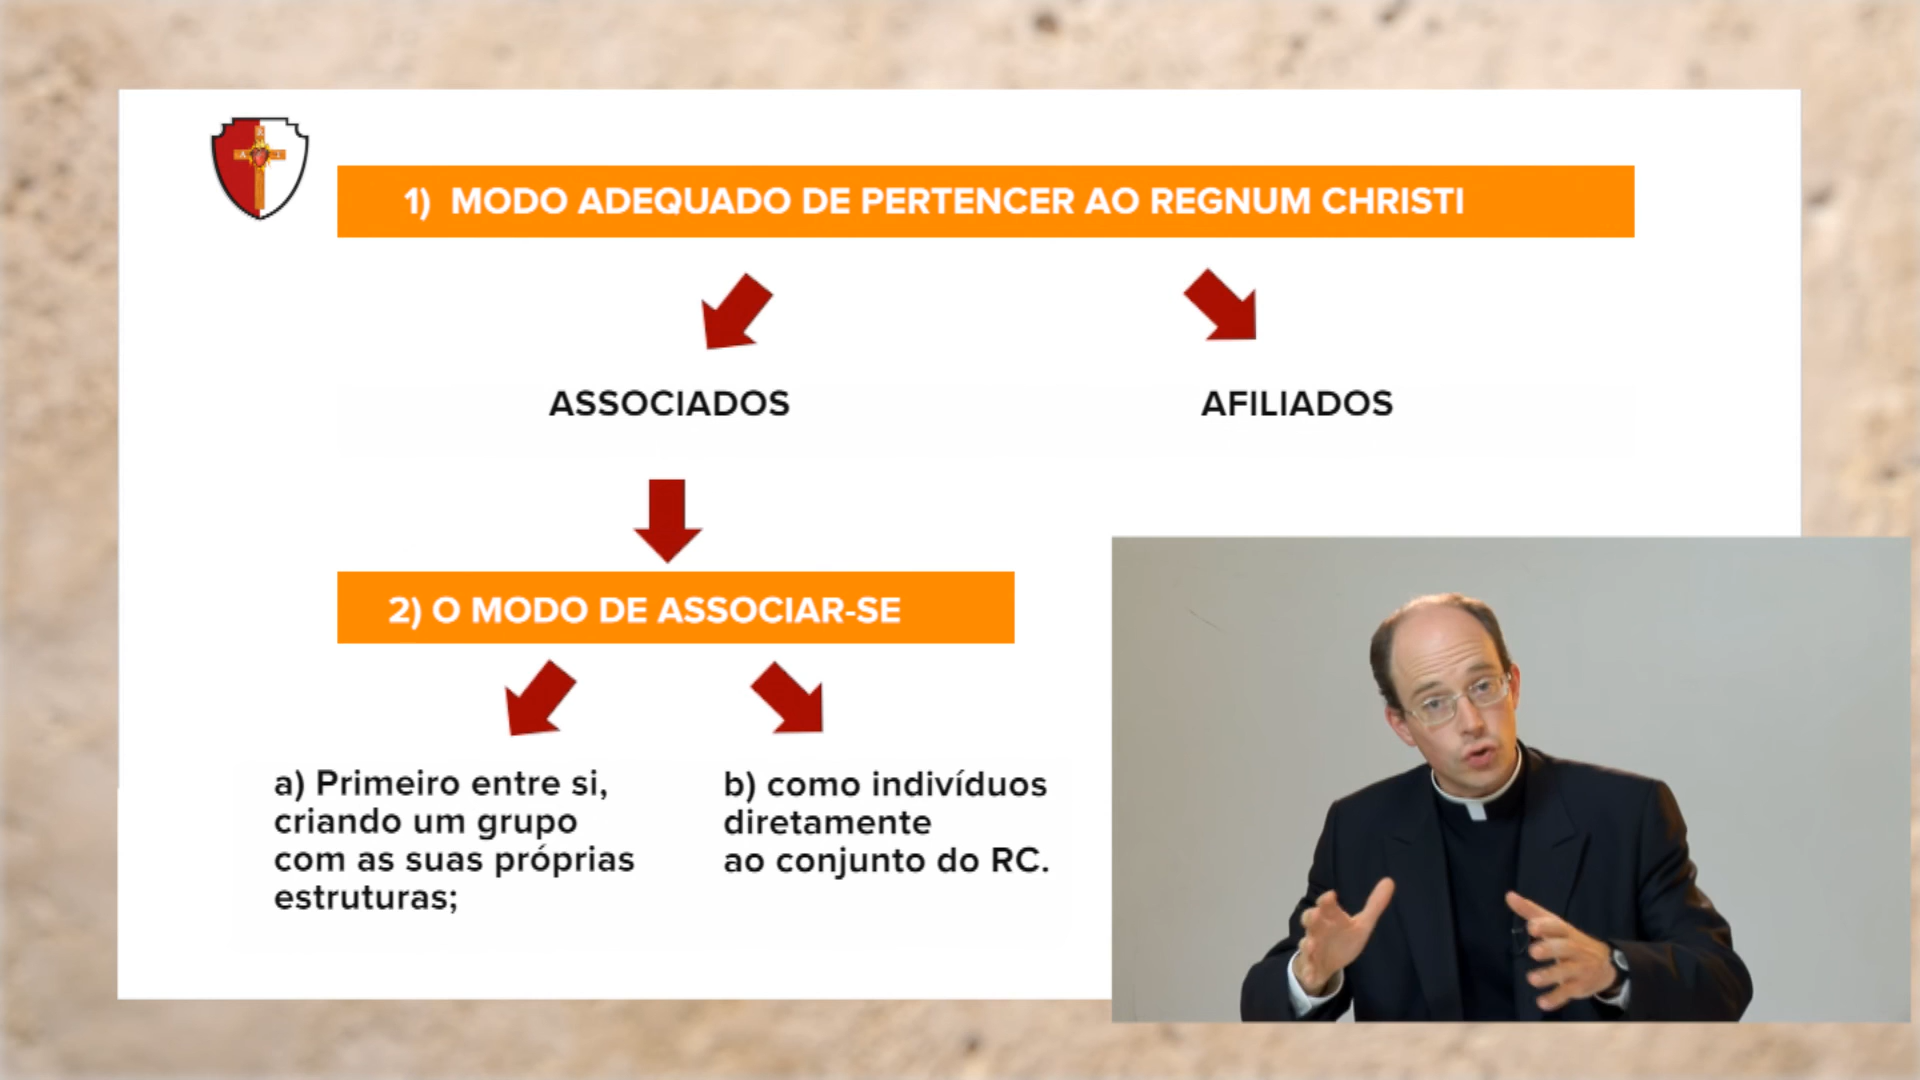 1) MODO ADEQUADO DE PERTENCER AO REGNUM CHRISTI
ASSOCIADOS
AFILIADOS
2) O MODO DE ASSOCIAR-SE
a) Primeiro entre si,
criando um grupo
com as suas próprias
estruturas;
b) como indivíduos
diretamente
ao conjunto do RC.